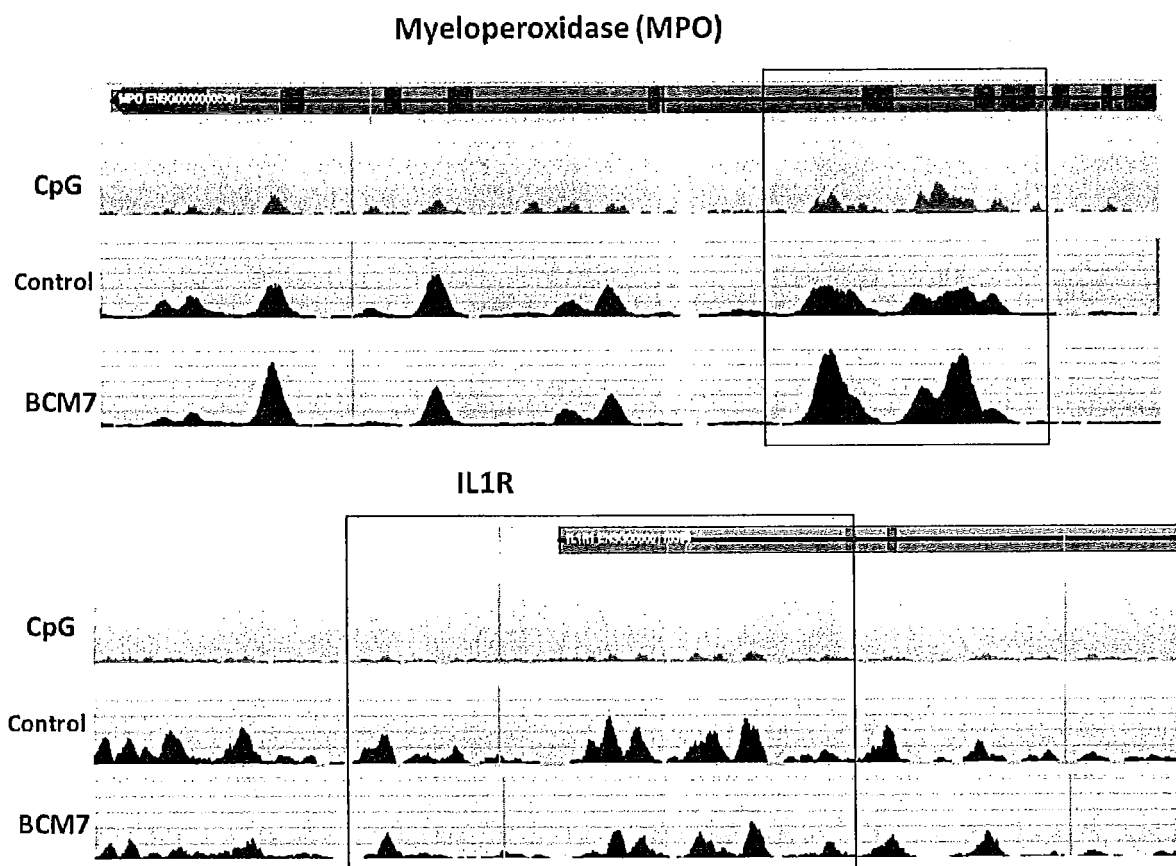 Myeloperoxidase (MPO)
CpG
Control
BCM7
IL1R
CpG
Control
BCM7